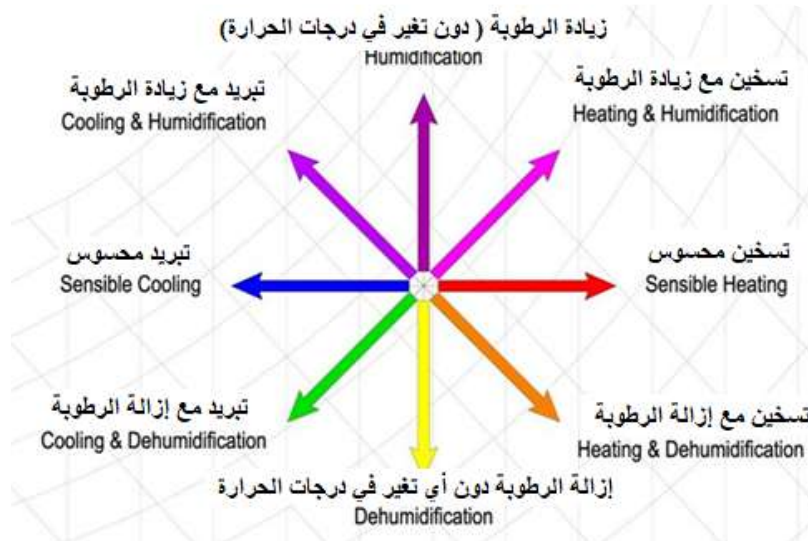 زيادة الرطوبة ( دون تغير في درجات الحرارة)
Humidification
تبريد مع زيادة الرطوبة
Cooling & Humidification
تسخين مع زيادة الرطوبة
Heating & Humidification
تبريد محسوس
Sensible Cooling
تسخين محسوس
Sensible Heating
تبريد مع إزالة الرطوبة
Cooling & Dehumidification
تسخين مع إزالة الرطوبة
Heating & Dehumidification
إزالة الرطوبة دون أي تغير في درجات الحرارة
Dehumidification